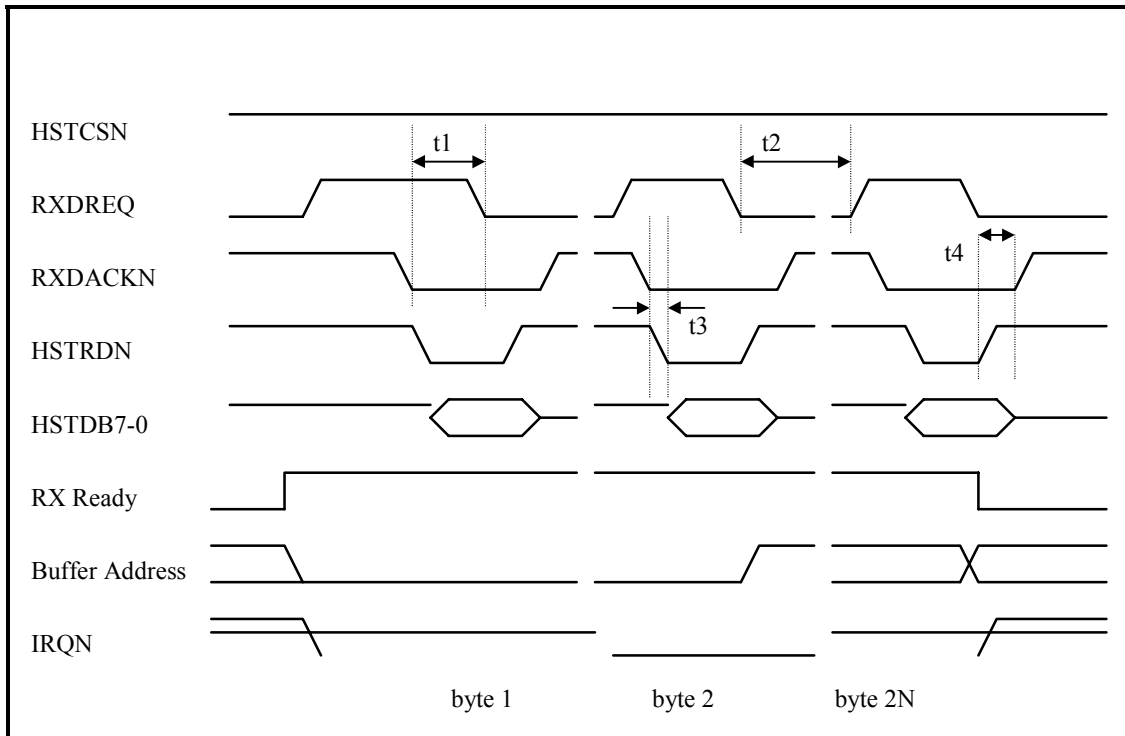 HSTCSN
t1
t2
RXDREQ
t4
RXDACKN
t3
HSTRDN
HSTDB7-0
RX Ready
Buffer Address
IRQN
byte 1 byte 2 byte 2N